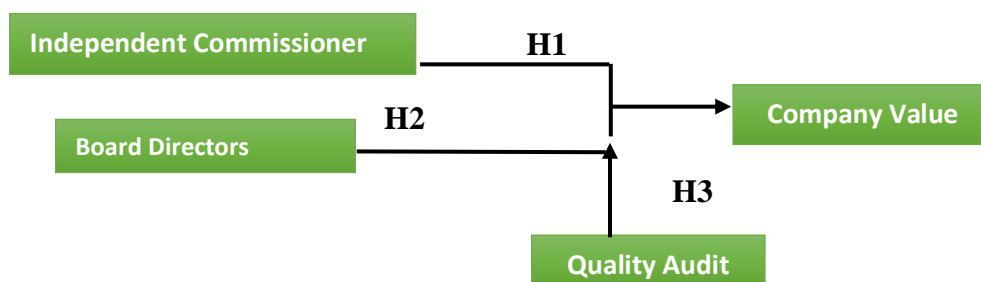 Independent Commissioner
H1
Company Value
H2
Board Directors
H3
Quality Audit